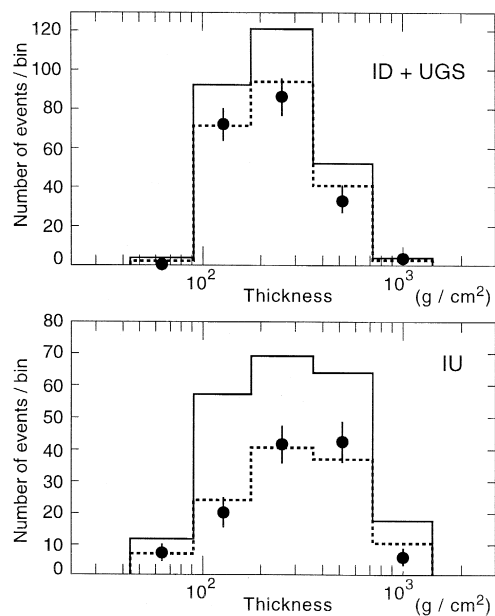 Number of events / bin
120
100
80
60
40
20
0
ID + UGS
10²
10³
Thickness
(g / cm²)
Number of events / bin
70
60
50
40
30
20
10
0
IU
10²
10³
Thickness
(g / cm²)